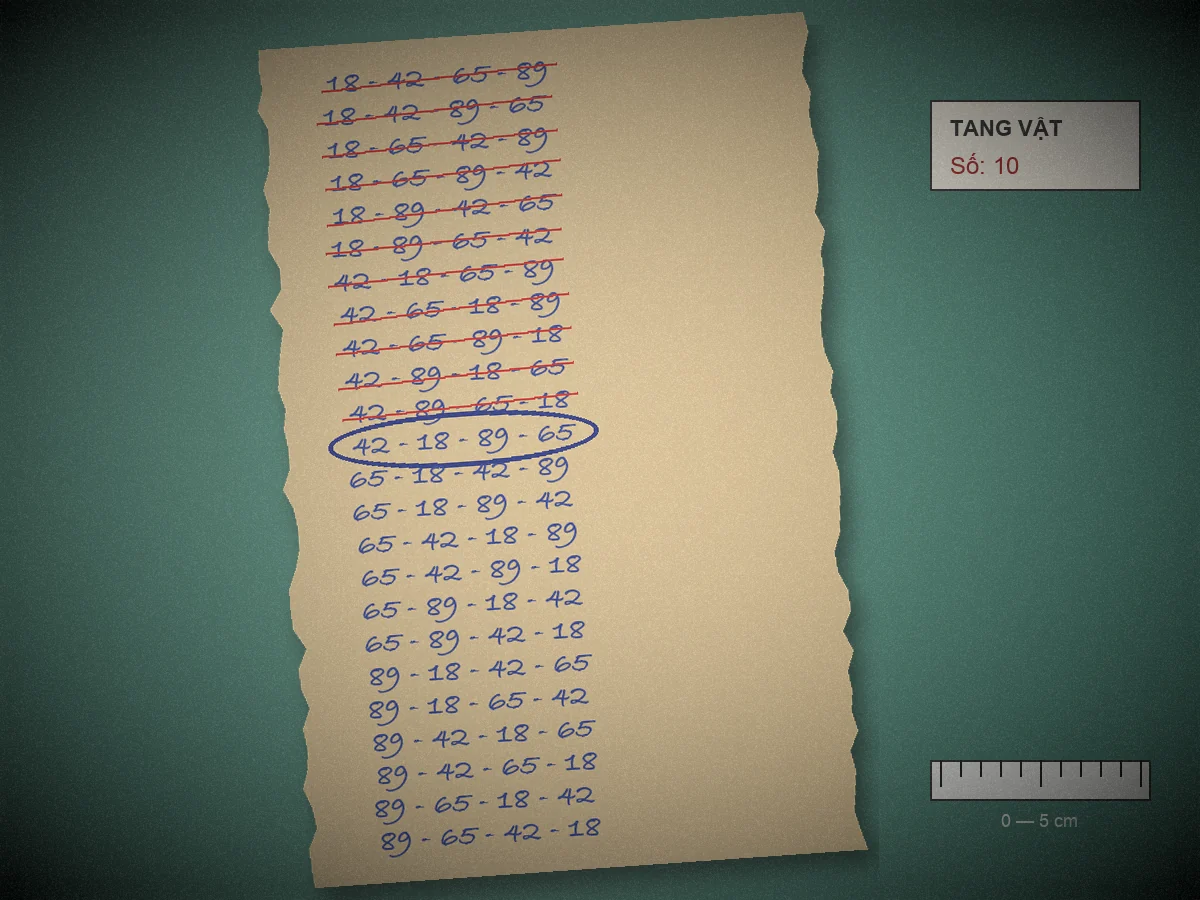 18 - 42 - 65 - 89
18 - 42 - 89 - 65
18 - 65 - 42 - 89
18 - 65 - 89 - 42
18 - 89 - 42 - 65
18 - 89 - 65 - 42
42 - 18 - 65 - 89
42 - 65 - 18 - 89
42 - 65 - 89 - 18
42 - 89 - 18 - 65
42 - 89 - 65 - 18
42 - 18 - 89 - 65
65 - 18 - 42 - 89
65 - 18 - 89 - 42
65 - 42 - 18 - 89
65 - 42 - 89 - 18
65 - 89 - 18 - 42
65 - 89 - 42 - 18
89 - 18 - 42 - 65
89 - 18 - 65 - 42
89 - 42 - 18 - 65
89 - 42 - 65 - 18
89 - 65 - 18 - 42
89 - 65 - 42 - 18
TANG VẬT
Số: 10
0 — 5 cm